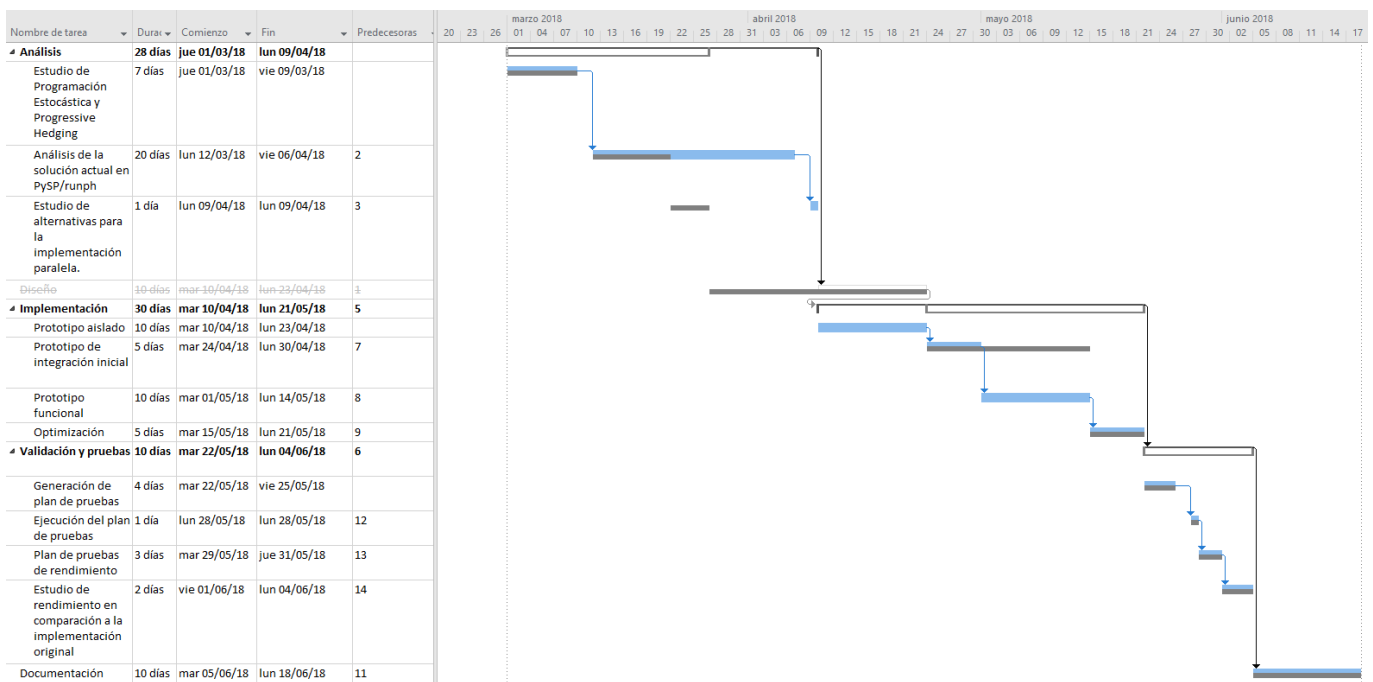 marzo 2018 abril 2018 mayo 2018 junio 2018
Nombre de tarea Durac Comienzo Fin Predecesoras 20 23 26 01 04 07 10 13 16 19 22 25 28 31 03 06 09 12 15 18 21 24 27 30 03 06 09 12 15 18 21 24 27 30 02 05 08 11 14 17
Análisis 28 días jue 01/03/18 lun 09/04/18
Estudio de 7 días jue 01/03/18 vie 09/03/18
Programación
Estocástica y
Progressive
Hedging
Análisis de la 20 días lun 12/03/18 vie 06/04/18 2
solución actual en
PySP/runph
Estudio de 1 día lun 09/04/18 lun 09/04/18 3
alternativas para
la
implementación
paralela.
Diseño 10 días mar 10/04/18 lun 23/04/18 1
Implementación 30 días mar 10/04/18 lun 21/05/18 5
Prototipo aislado 10 días mar 10/04/18 lun 23/04/18
Prototipo de 5 días mar 24/04/18 lun 30/04/18 7
integración inicial
Prototipo 10 días mar 01/05/18 lun 14/05/18 8
funcional
Optimización 5 días mar 15/05/18 lun 21/05/18 9
Validación y pruebas 10 días mar 22/05/18 lun 04/06/18 6
Generación de 4 días mar 22/05/18 vie 25/05/18
plan de pruebas
Ejecución del plan 1 día lun 28/05/18 lun 28/05/18 12
de pruebas
Plan de pruebas 3 días mar 29/05/18 jue 31/05/18 13
de rendimiento
Estudio de 2 días vie 01/06/18 lun 04/06/18 14
rendimiento en
comparación a la
implementación
original
Documentación 10 días mar 05/06/18 lun 18/06/18 11